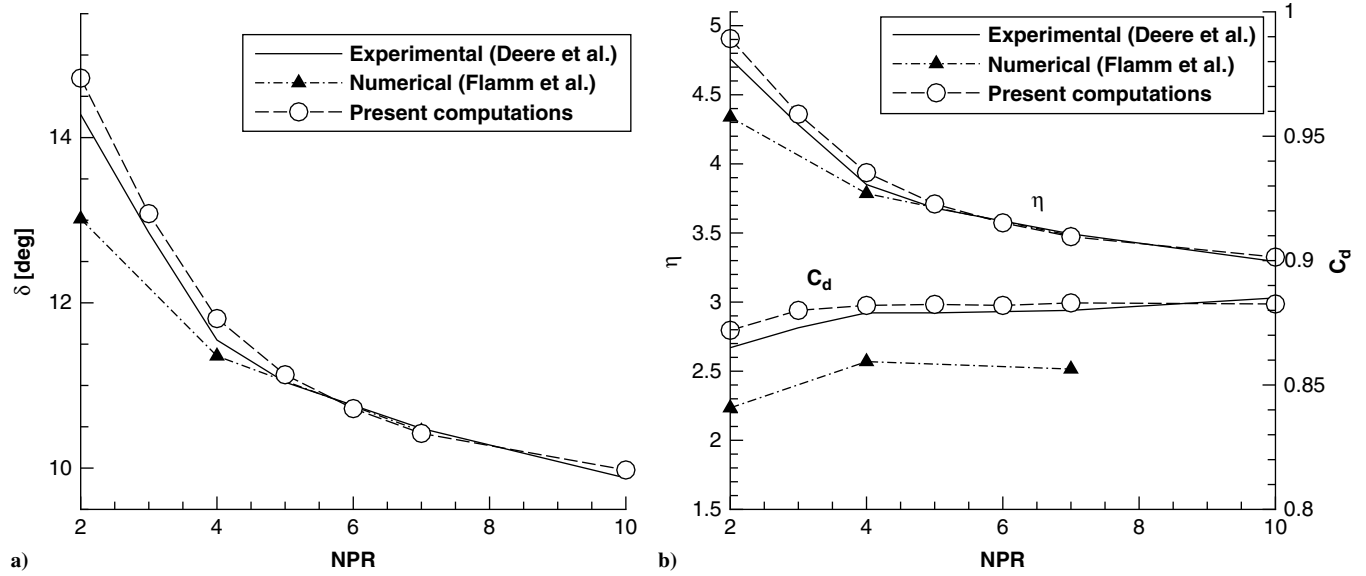 Experimental (Deere et al.)
Numerical (Flamm et al.)
Present computations
δ [deg]
14
12
10
2
4
6
8
10
NPR
a)
Experimental (Deere et al.)
Numerical (Flamm et al.)
Present computations
η
5
4.5
4
3.5
3
2.5
2
1.5
η
C_d
1
0.95
0.9
0.85
0.8
C_d
2
4
6
8
10
NPR
b)